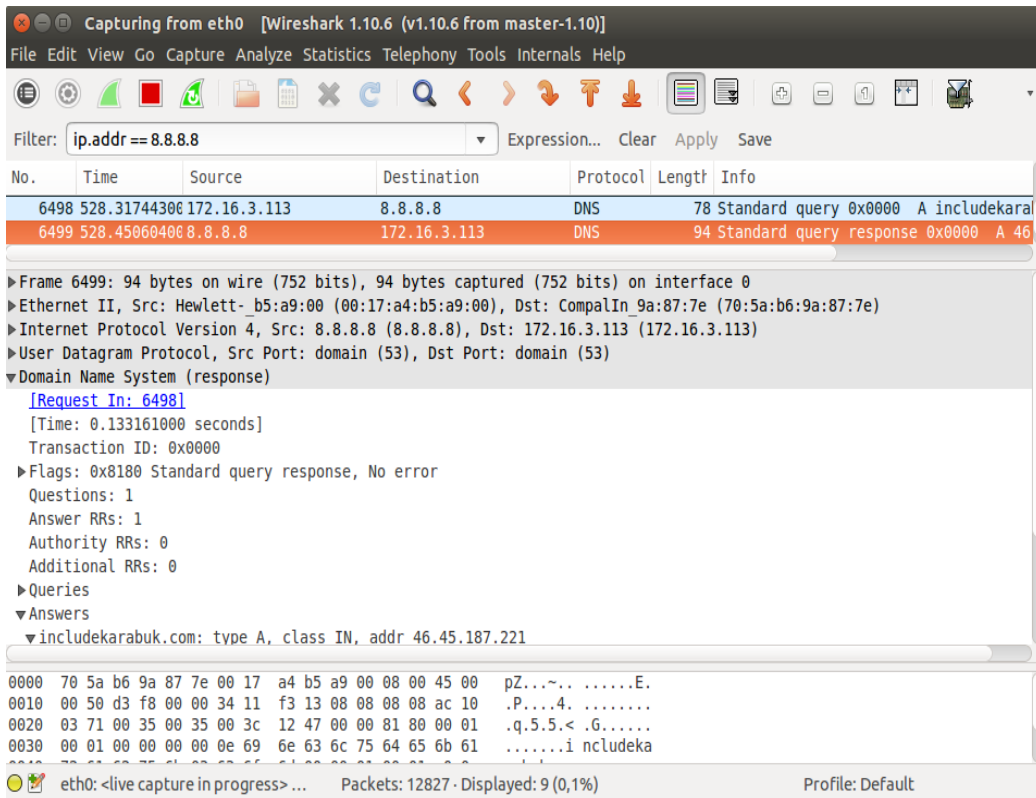 Capturing from eth0 [Wireshark 1.10.6 (v1.10.6 from master-1.10)]
File Edit View Go Capture Analyze Statistics Telephony Tools Internals Help
Filter: ip.addr == 8.8.8.8 Expression... Clear Apply Save
No. Time Source Destination Protocol Length Info
6498 528.31744300 172.16.3.113 8.8.8.8 DNS 78 Standard query 0x0000 A includekaral
6499 528.45060400 8.8.8.8 172.16.3.113 DNS 94 Standard query response 0x0000 A 46
Frame 6499: 94 bytes on wire (752 bits), 94 bytes captured (752 bits) on interface 0
Ethernet II, Src: Hewlett-_b5:a9:00 (00:17:a4:b5:a9:00), Dst: CompalIn_9a:87:7e (70:5a:b6:9a:87:7e)
Internet Protocol Version 4, Src: 8.8.8.8 (8.8.8.8), Dst: 172.16.3.113 (172.16.3.113)
User Datagram Protocol, Src Port: domain (53), Dst Port: domain (53)
Domain Name System (response)
[Request In: 6498]
[Time: 0.133161000 seconds]
Transaction ID: 0x0000
Flags: 0x8180 Standard query response, No error
Questions: 1
Answer RRs: 1
Authority RRs: 0
Additional RRs: 0
Queries
Answers
includekarabuk.com: type A, class IN, addr 46.45.187.221
0000 70 5a b6 9a 87 7e 00 17 a4 b5 a9 00 08 00 45 00 pZ...~.. ......E.
0010 00 50 d3 f8 00 00 34 11 f3 13 08 08 08 08 ac 10 .P....4. ........
0020 03 71 00 35 00 35 00 3c 12 47 00 00 81 80 00 01 .q.5.5.< .G......
0030 00 01 00 00 00 00 0e 69 6e 63 6c 75 64 65 6b 61 .......i ncludeka
eth0: <live capture in progress> ... Packets: 12827 · Displayed: 9 (0,1%) Profile: Default